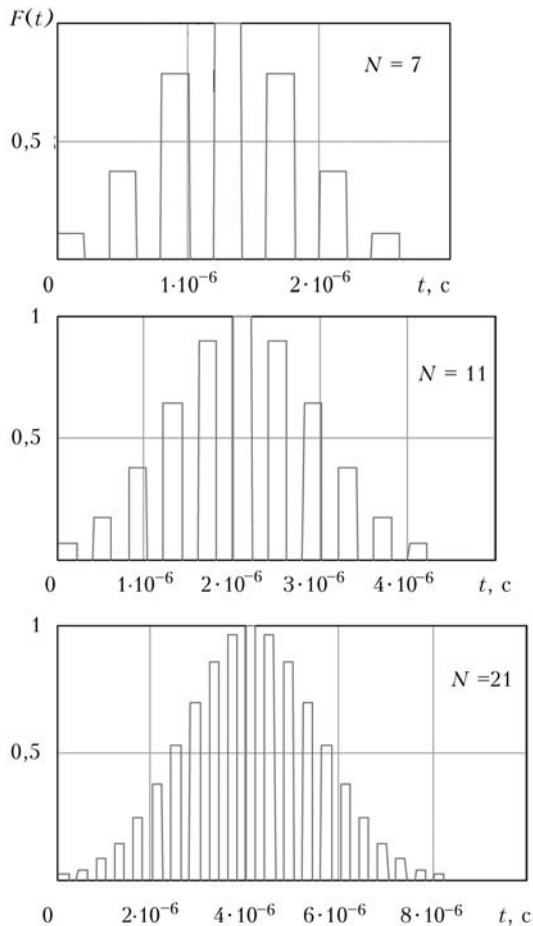 F(t)
N = 7
0,5
0 1·10⁻⁶ 2·10⁻⁶ t, с
1
N = 11
0,5
0 1·10⁻⁶ 2·10⁻⁶ 3·10⁻⁶ 4·10⁻⁶ t, с
1
N =21
0,5
0 2·10⁻⁶ 4·10⁻⁶ 6·10⁻⁶ 8·10⁻⁶ t, с